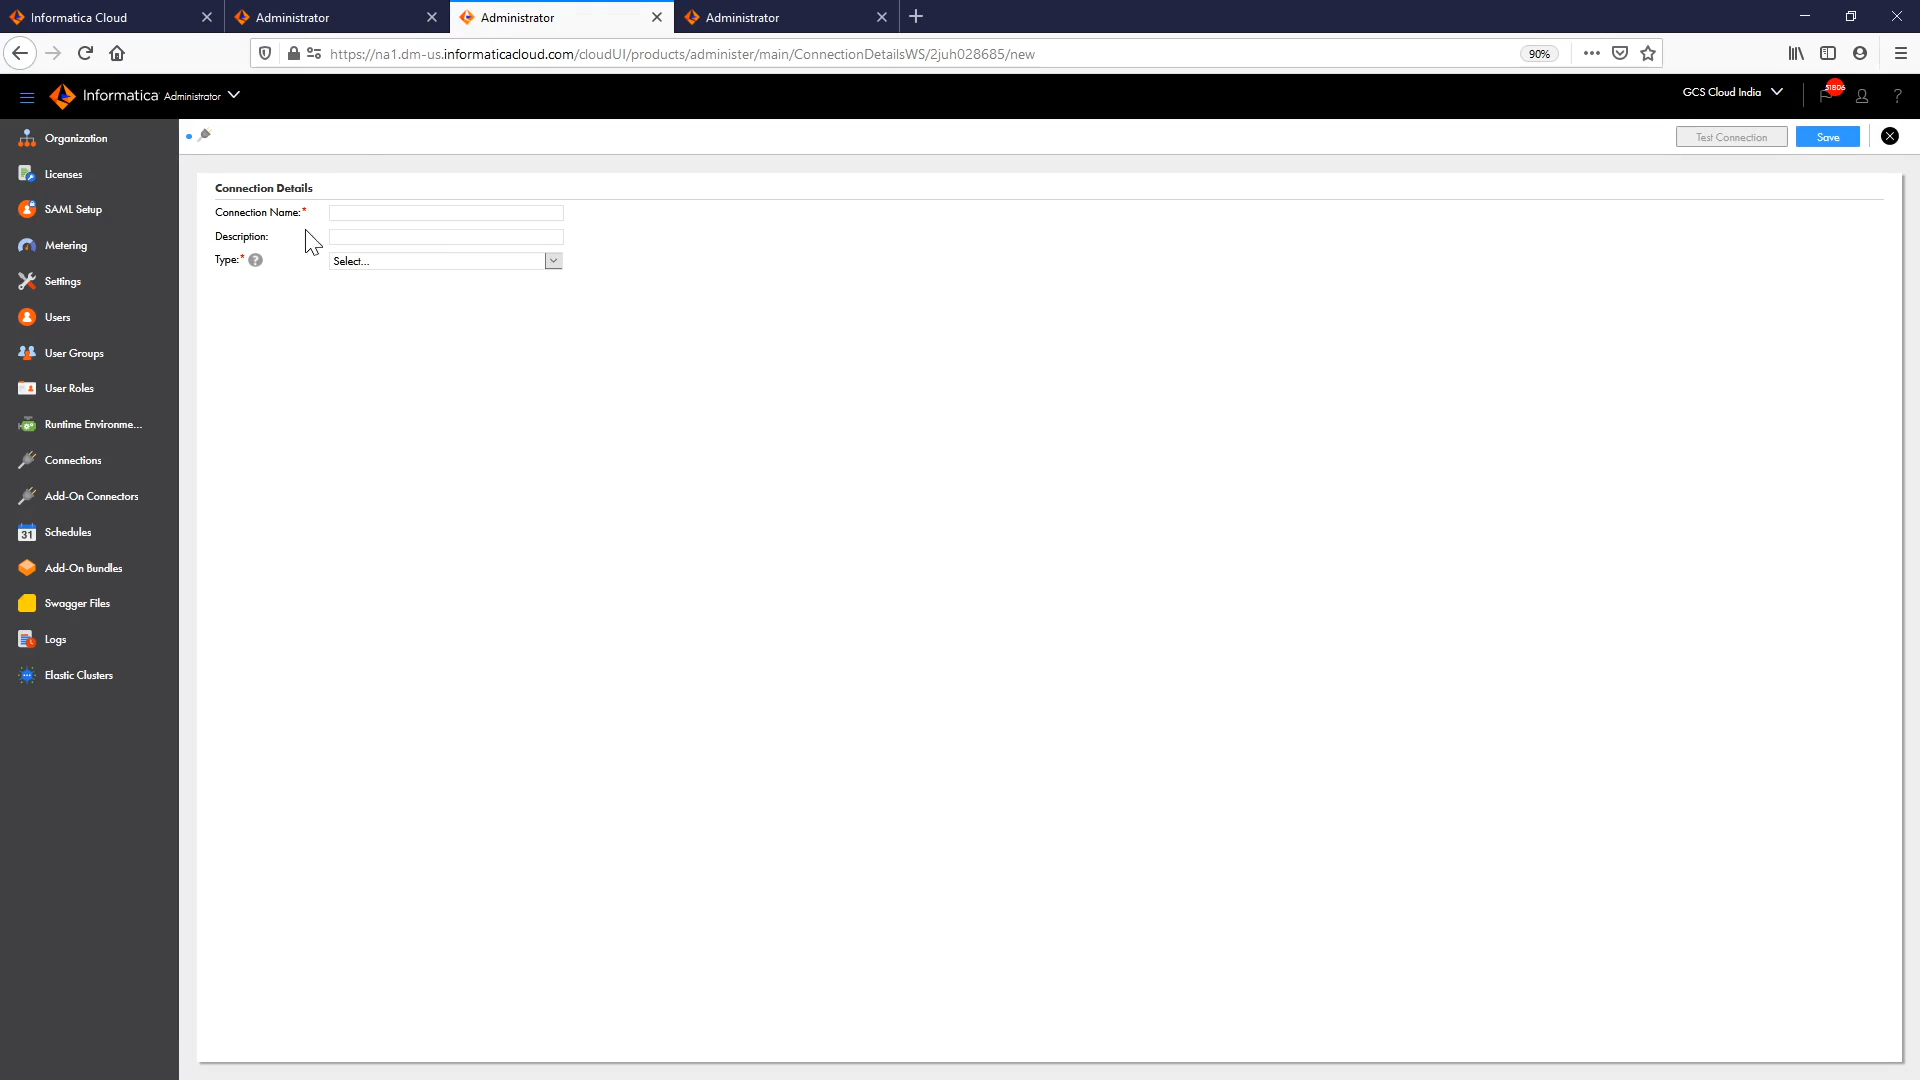 Informatica Cloud
Administrator
Administrator
Administrator
https://na1.dm-us.informaticacloud.com/cloudUI/products/administer/main/ConnectionDetailsWS/2juh028685/new
90%
Informatica Administrator
GCS Cloud India
51806
?
Organization
Licenses
SAML Setup
Metering
Settings
Users
User Groups
User Roles
Runtime Environme...
Connections
Add-On Connectors
31 Schedules
Add-On Bundles
Swagger Files
Logs
Elastic Clusters
Test Connection
Save
Connection Details
Connection Name:*
Description:
Type:* ? Select...